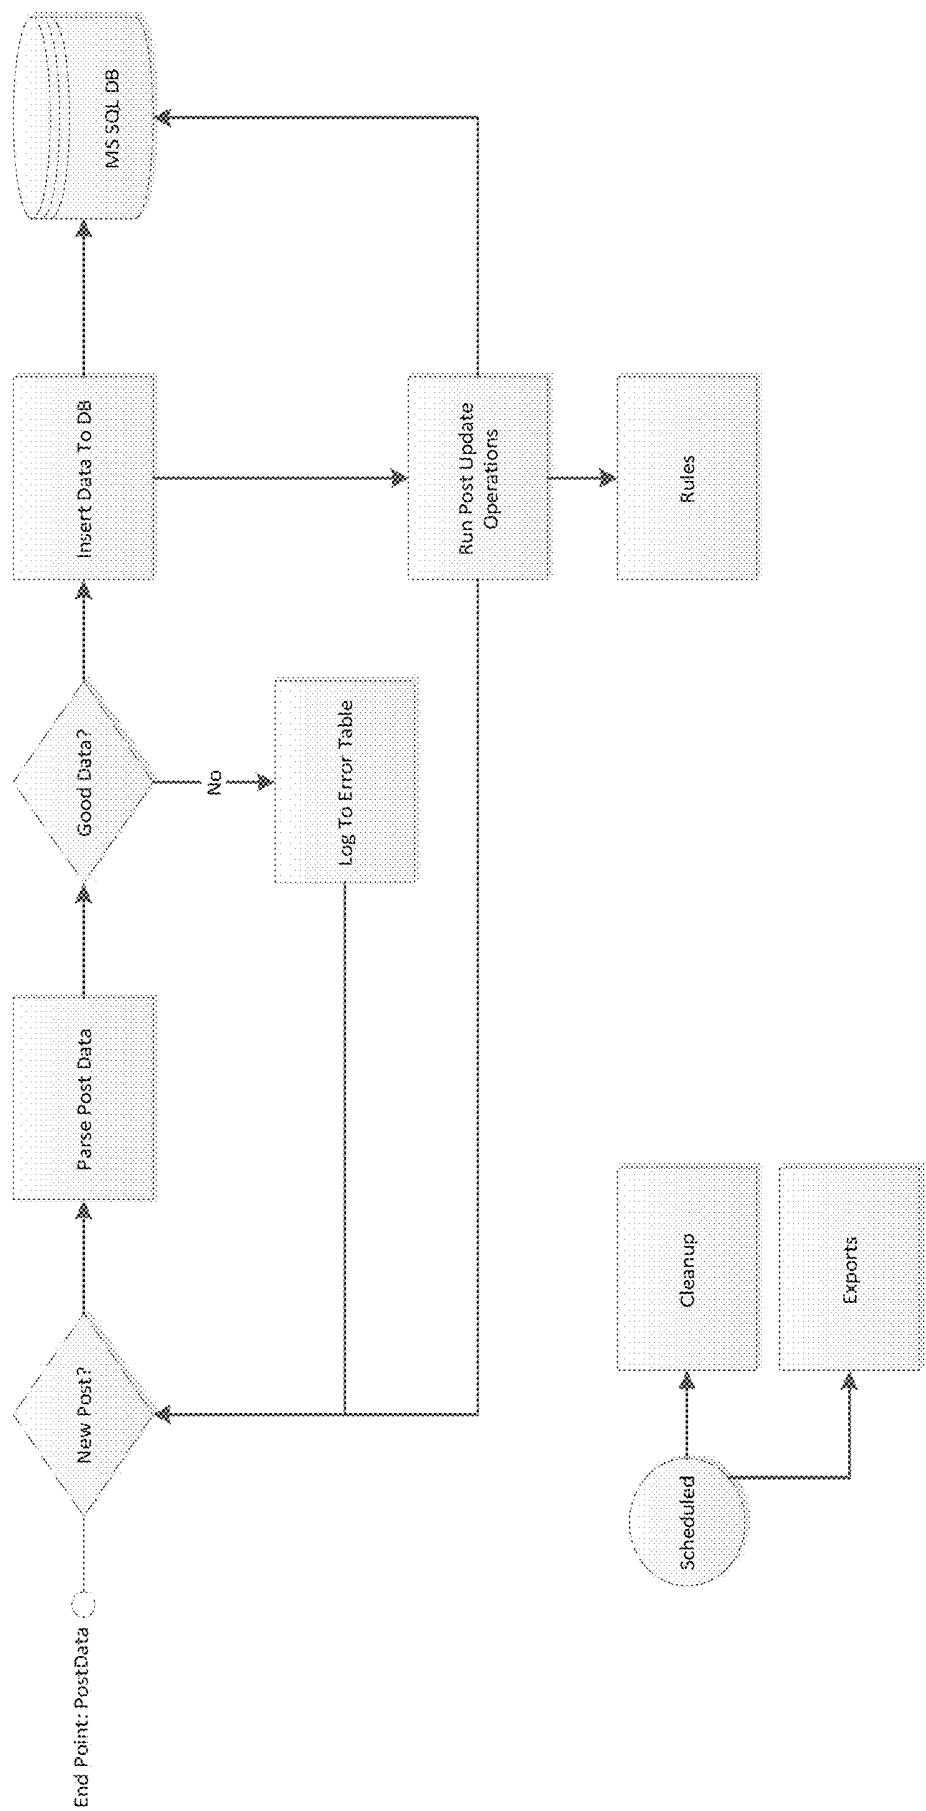 End Point: PostData
New Post?
Parse Post Data
Good Data?
Insert Data To DB
MS SQL DB
No
Log To Error Table
Run Post Update
Operations
Rules
Scheduled
Cleanup
Exports